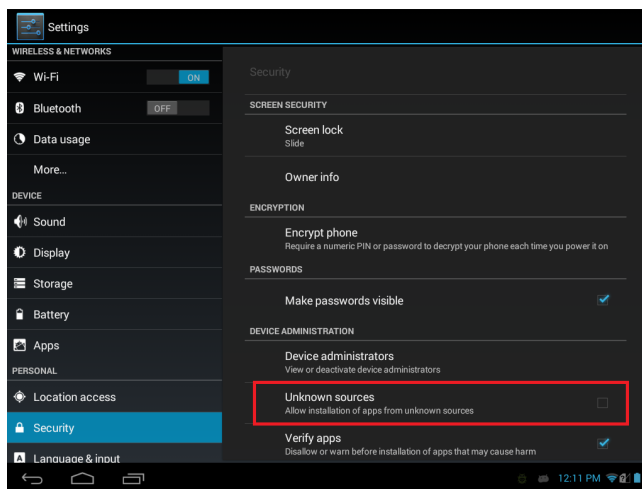 Settings
WIRELESS & NETWORKS
Wi-Fi ON
Bluetooth OFF
Data usage
More...
DEVICE
Sound
Display
Storage
Battery
Apps
PERSONAL
Location access
Security
Language & input
Security
SCREEN SECURITY
Screen lock
Slide
Owner info
ENCRYPTION
Encrypt phone
Require a numeric PIN or password to decrypt your phone each time you power it on
PASSWORDS
Make passwords visible
DEVICE ADMINISTRATION
Device administrators
View or deactivate device administrators
Unknown sources
Allow installation of apps from unknown sources
Verify apps
Disallow or warn before installation of apps that may cause harm
12:11 PM